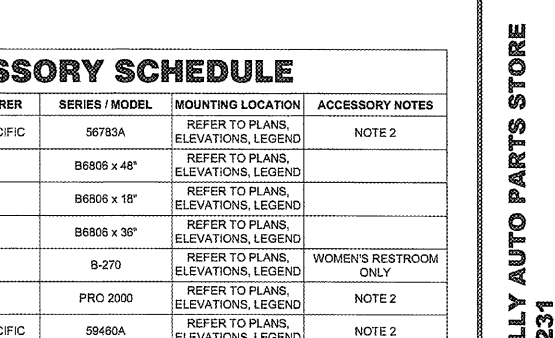 SSORY SCHEDULE
RER SERIES / MODEL MOUNTING LOCATION ACCESSORY NOTES
CIFIC 56783A REFER TO PLANS, ELEVATIONS, LEGEND NOTE 2
B6806 x 48" REFER TO PLANS, ELEVATIONS, LEGEND
B6806 x 18" REFER TO PLANS, ELEVATIONS, LEGEND
B6806 x 36" REFER TO PLANS, ELEVATIONS, LEGEND
B-270 REFER TO PLANS, ELEVATIONS, LEGEND WOMEN'S RESTROOM ONLY
PRO 2000 REFER TO PLANS, ELEVATIONS, LEGEND NOTE 2
CIFIC 59460A REFER TO PLANS, ELEVATIONS, LEGEND NOTE 2
LLY AUTO PARTS STORE
231